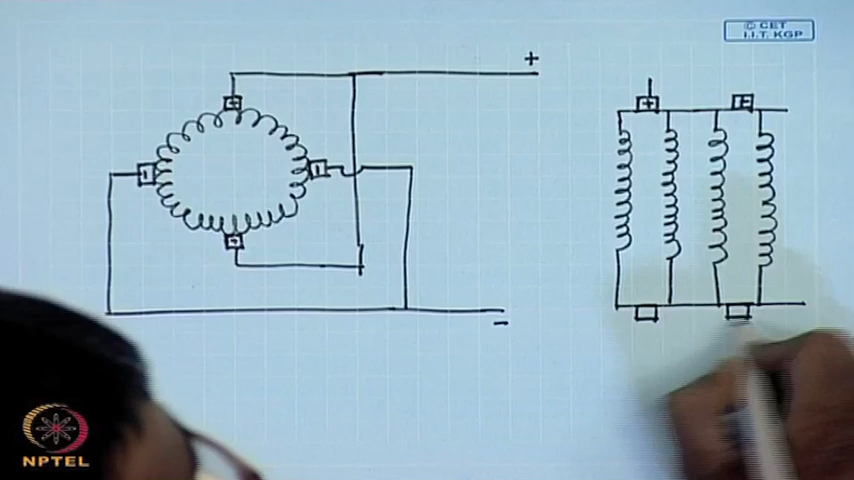 © CET
I.I.T. KGP
+
+ + +
- -
+
-
NPTEL